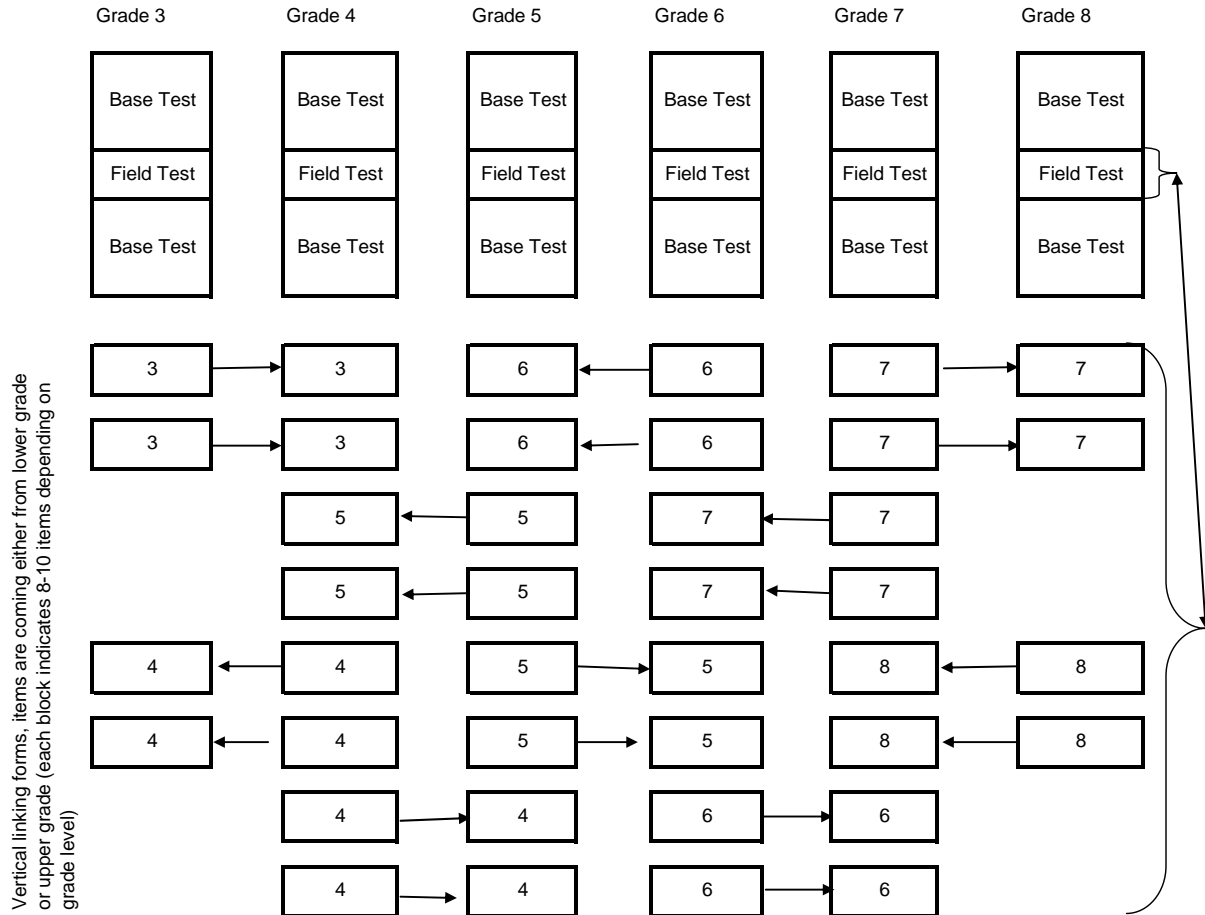 Grade 3 Grade 4 Grade 5 Grade 6 Grade 7 Grade 8
Base Test Base Test Base Test Base Test Base Test Base Test
Field Test Field Test Field Test Field Test Field Test Field Test
Base Test Base Test Base Test Base Test Base Test Base Test
3 3 6 6 7 7
3 3 6 6 7 7
5 5 7 7
5 5 7 7
4 4 5 5 8 8
4 4 5 5 8 8
4 4 6 6
4 4 6 6
Vertical linking forms, items are coming either from lower grade
or upper grade (each block indicates 8-10 items depending on
grade level)